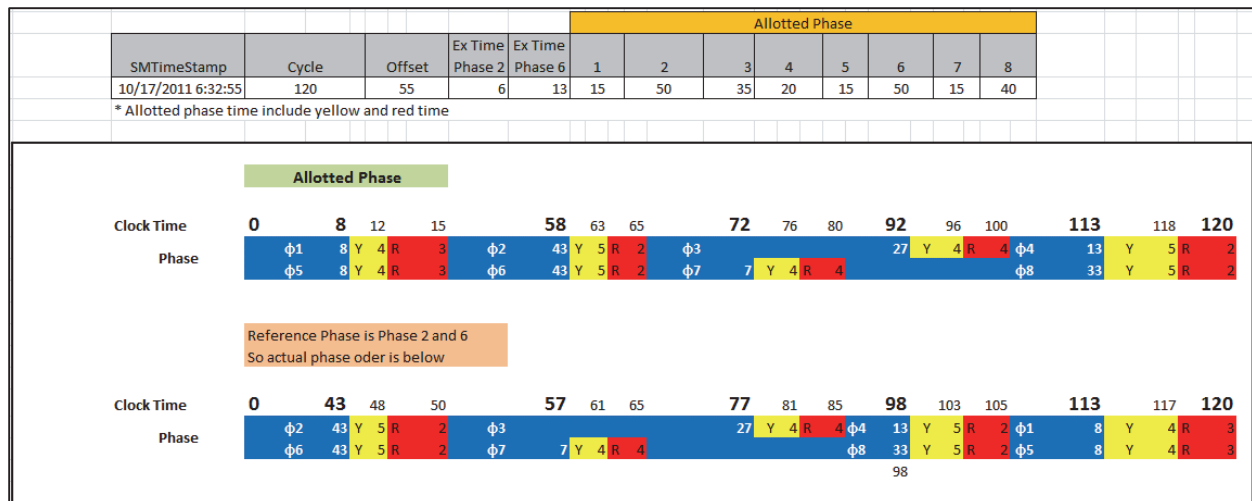 Allotted Phase
Ex Time Ex Time
SMTimeStamp Cycle Offset Phase 2 Phase 6 1 2 3 4 5 6 7 8
10/17/2011 6:32:55 120 55 6 13 15 50 35 20 15 50 15 40
* Allotted phase time include yellow and red time
Allotted Phase
Clock Time 0 8 12 15 58 63 65 72 76 80 92 96 100 113 118 120
Phase
ϕ1 8 Y 4 R 3 ϕ2 43 Y 5 R 2 ϕ3 27 Y 4 R 4 ϕ4 13 Y 5 R 2
ϕ5 8 Y 4 R 3 ϕ6 43 Y 5 R 2 ϕ7 7 Y 4 R 4 ϕ8 33 Y 5 R 2
Reference Phase is Phase 2 and 6
So actual phase oder is below
Clock Time 0 43 48 50 57 61 65 77 81 85 98 103 105 113 117 120
Phase
ϕ2 43 Y 5 R 2 ϕ3 27 Y 4 R 4 ϕ4 13 Y 5 R 2 ϕ1 8 Y 4 R 3
ϕ6 43 Y 5 R 2 ϕ7 7 Y 4 R 4 ϕ8 33 Y 5 R 2 ϕ5 8 Y 4 R 3
98